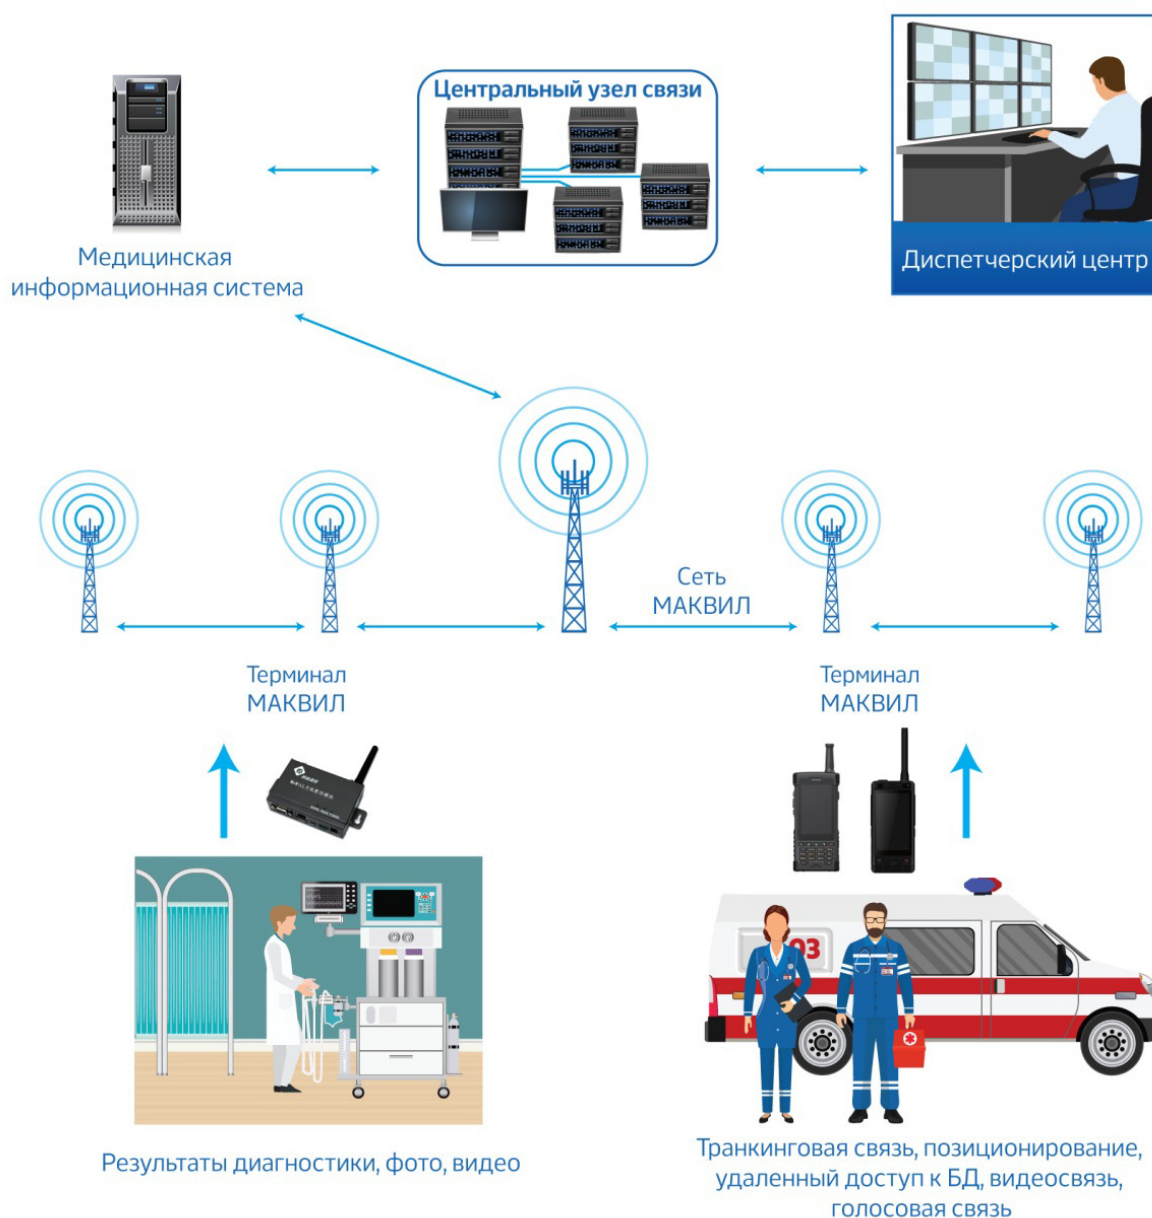 Центральный узел связи
Медицинская
информационная система
Диспетчерский центр
Сеть
МАКВИЛ
Терминал
МАКВИЛ
Терминал
МАКВИЛ
03
Результаты диагностики, фото, видео
Транкинговая связь, позиционирование,
удаленный доступ к БД, видеосвязь,
голосовая связь